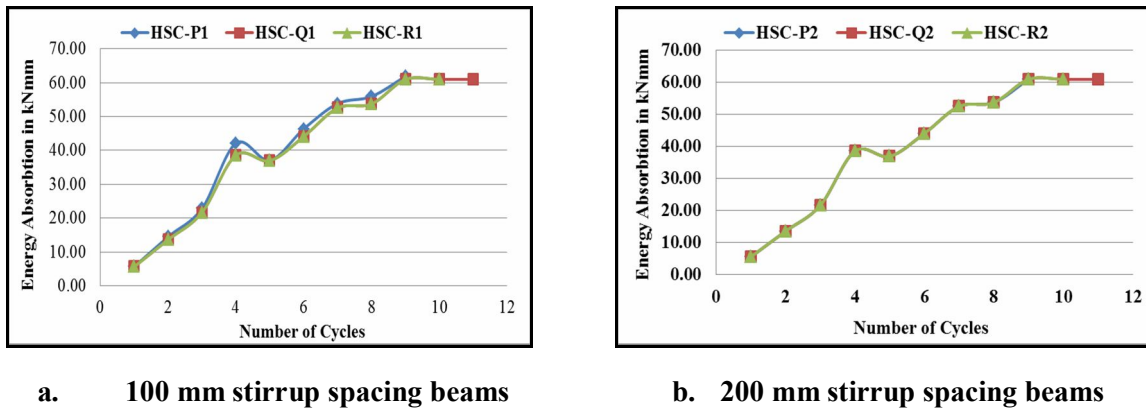 HSC-P1 HSC-Q1 HSC-R1
Energy Absorbtion in kNmm
70.00
60.00
50.00
40.00
30.00
20.00
10.00
0.00
0 2 4 6 8 10 12
Number of Cycles
a. 100 mm stirrup spacing beams
HSC-P2 HSC-Q2 HSC-R2
Energy Absorption in kNmm
70.00
60.00
50.00
40.00
30.00
20.00
10.00
0.00
0 2 4 6 8 10 12
Number of Cycles
b. 200 mm stirrup spacing beams